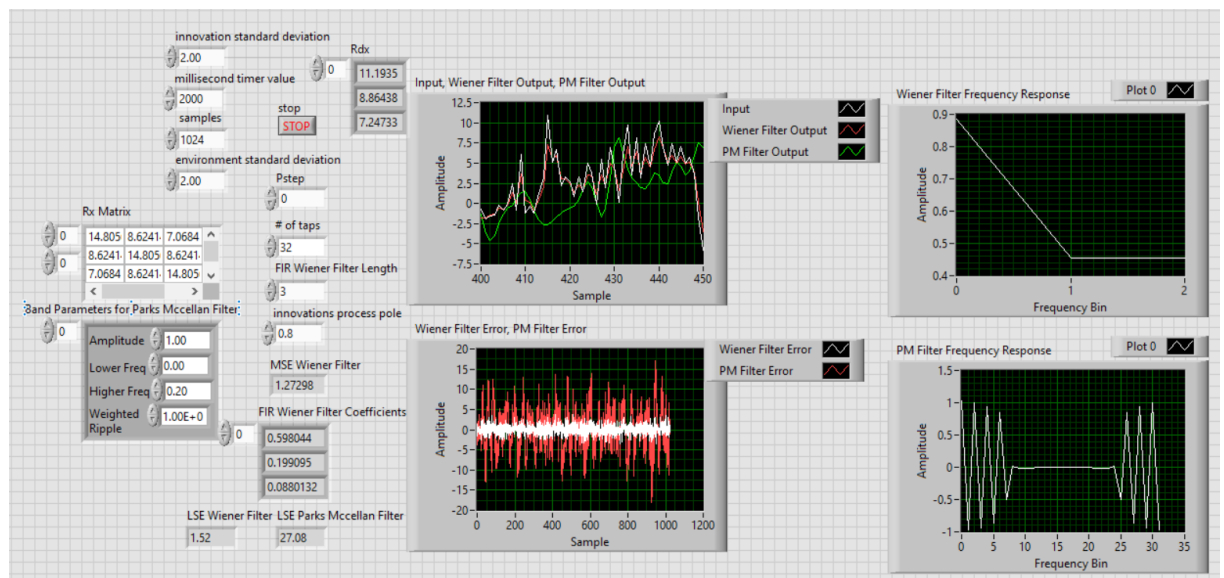 innovation standard deviation
2.00
millisecond timer value
2000
samples
1024
environment standard deviation
2.00
stop
STOP
Rdx
0
11.1935
8.86438
7.24733
Pstep
0
# of taps
32
FIR Wiener Filter Length
3
innovations process pole
0.8
MSE Wiener Filter
1.27298
Rx Matrix
0
0
14.805 8.6241 7.0684
8.6241 14.805 8.6241
7.0684 8.6241 14.805
Band Parameters for Parks Mccellan Filter
0
Amplitude 1.00
Lower Freq 0.00
Higher Freq 0.20
Weighted Ripple 1.00E+0
FIR Wiener Filter Coefficients
0
0.598044
0.199095
0.0880132
LSE Wiener Filter LSE Parks Mccellan Filter
1.52 27.08
Input, Wiener Filter Output, PM Filter Output
Input
Wiener Filter Output
PM Filter Output
Amplitude
12.5
10
7.5
5
2.5
0
-2.5
-5
-7.5
400 410 420 430 440 450
Sample
Wiener Filter Error, PM Filter Error
Wiener Filter Error
PM Filter Error
Amplitude
20
15
10
5
0
-5
-10
-15
-20
0 200 400 600 800 1000 1200
Sample
Wiener Filter Frequency Response
Plot 0
Amplitude
0.9
0.8
0.7
0.6
0.5
0.4
0 1 2
Frequency Bin
PM Filter Frequency Response
Plot 0
Amplitude
1.5
1
0.5
0
-0.5
-1
0 5 10 15 20 25 30 35
Frequency Bin